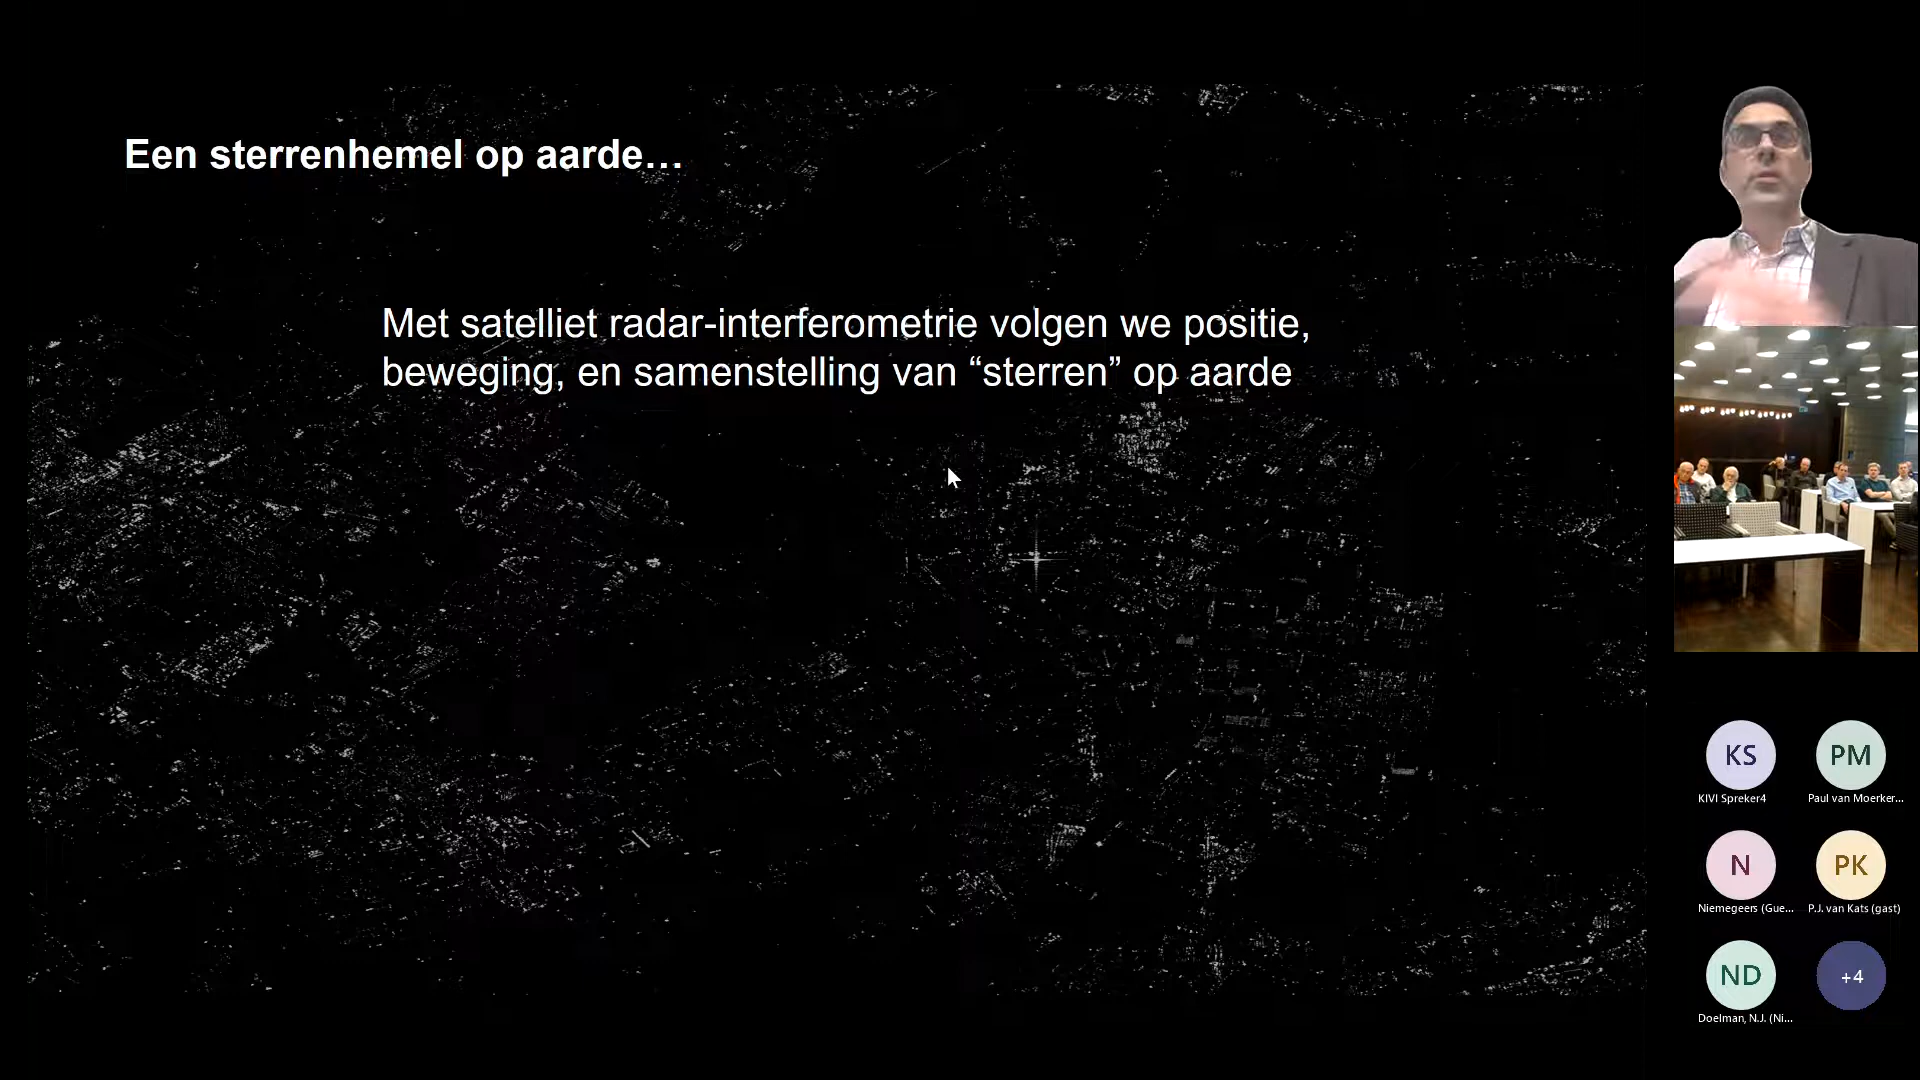 Een sterrenhemel op aarde…
Met satelliet radar-interferometrie volgen we positie,
beweging, en samenstelling van “sterren” op aarde
KS
PM
KIVI Spreker4
Paul van Moerker...
N
PK
Niemegeers (Gue...
P.J. van Kats (gast)
ND
+4
Doelman, N.J. (Ni...